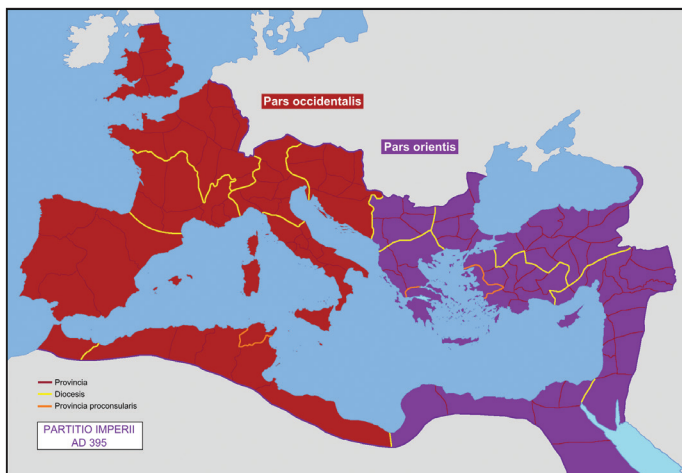 Pars occidentalis
Pars orientis
Provincia
Diocesis
Provincia proconsularis
PARTITIO IMPERII
AD 395